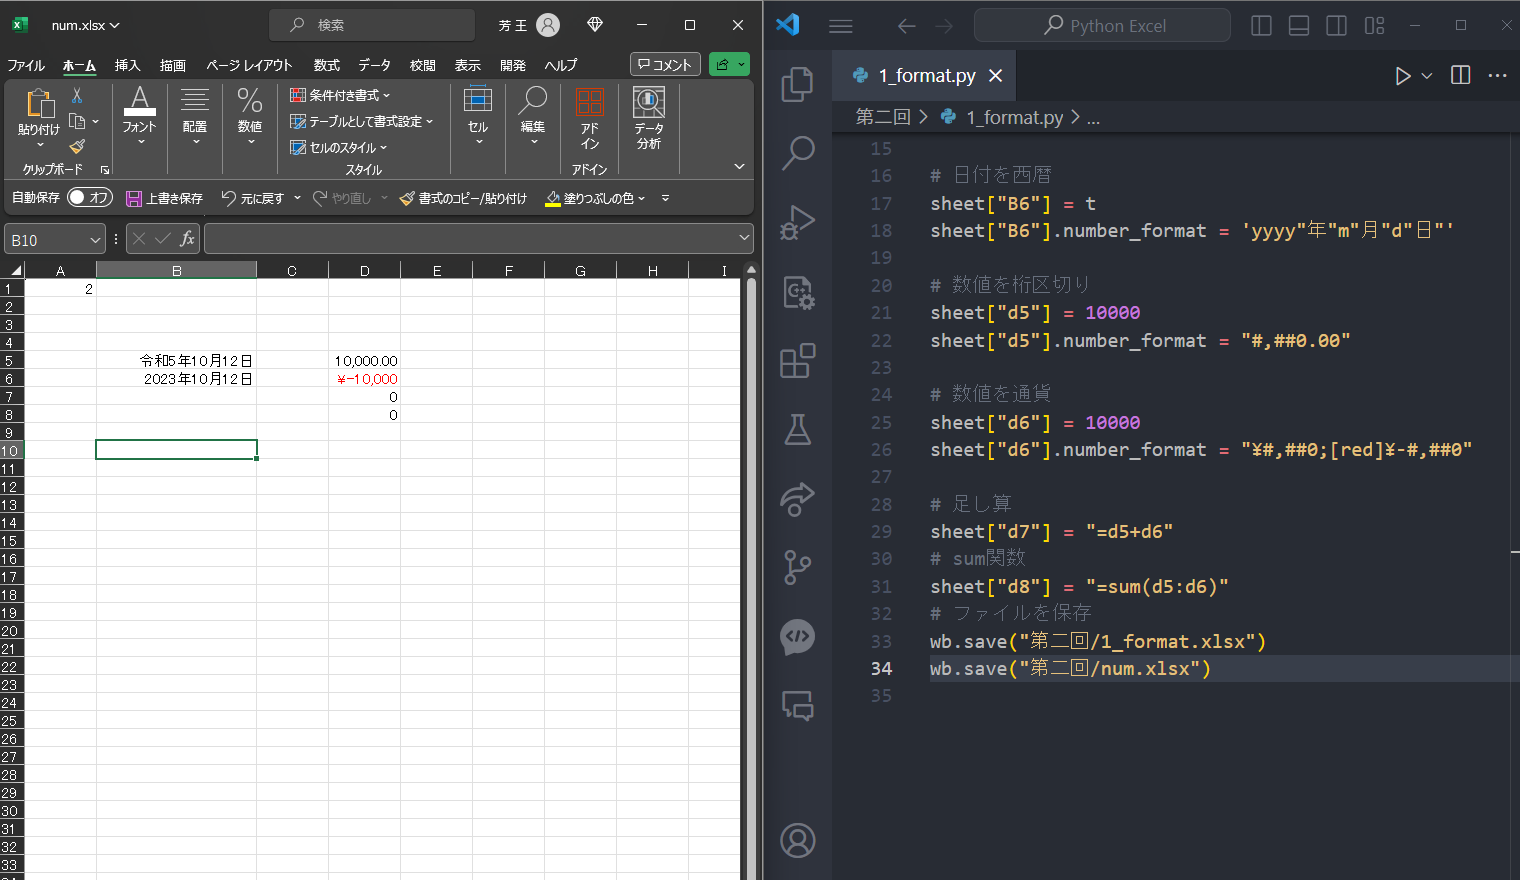 num.xlsx
検索
芳 王
ファイル ホーム 挿入 描画 ページ レイアウト 数式 データ 校閲 表示 開発 ヘルプ コメント
貼り付け
フォント
配置
数値
条件付き書式
テーブルとして書式設定
セルのスタイル
セル
編集
アド
イン
データ
分析
クリップボード
スタイル
アドイン
自動保存 オフ 上書き保存 元に戻す やり直し 書式のコピー/貼り付け 塗りつぶしの色
B10
fx
A B C D E F G H I
1 2
2
3
4
5 令和5年10月12日 10,000.00
6 2023年10月12日 ¥-10,000
7 0
8 0
9
10
11
12
13
14
15
16
17
18
19
20
21
22
23
24
25
26
27
28
29
30
31
32
33
Python Excel
1_format.py
第二回 > 1_format.py > ...
15
16 # 日付を西暦
17 sheet["B6"] = t
18 sheet["B6"].number_format = 'yyyy"年"m"月"d"日"'
19
20 # 数値を桁区切り
21 sheet["d5"] = 10000
22 sheet["d5"].number_format = "#,##0.00"
23
24 # 数値を通貨
25 sheet["d6"] = 10000
26 sheet["d6"].number_format = "¥#,##0;[red]¥-#,##0"
27
28 # 足し算
29 sheet["d7"] = "=d5+d6"
30 # sum関数
31 sheet["d8"] = "=sum(d5:d6)"
32 # ファイルを保存
33 wb.save("第二回/1_format.xlsx")
34 wb.save("第二回/num.xlsx")
35